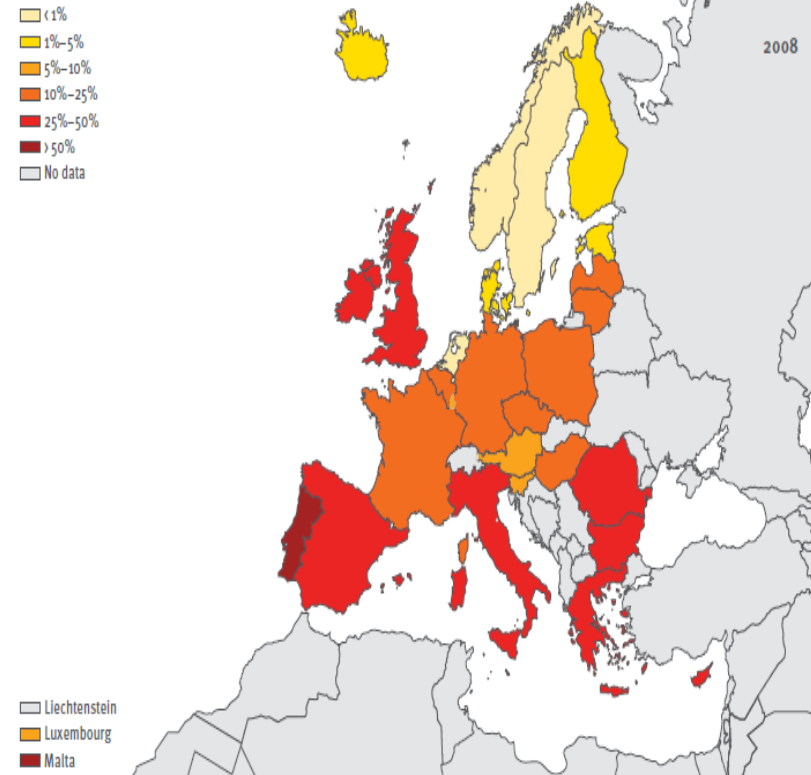 ‹ 1%
1%–5%
5%–10%
10%–25%
25%–50%
› 50%
No data
2008
Liechtenstein
Luxembourg
Malta